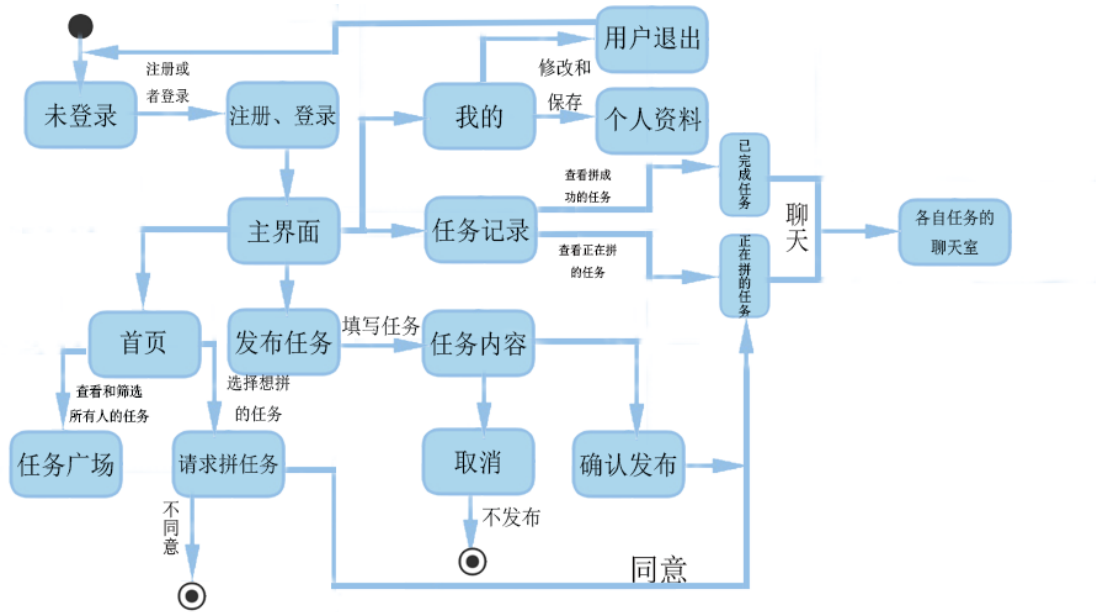 用户退出
注册或
者登录
修改和
保存
未登录
注册、登录
我的
个人资料
已完成任务
查看拼成
功的任务
聊天
主界面
任务记录
各自任务的
聊天室
查看正在拼
的任务
正在拼的任务
首页
发布任务
填写任务
任务内容
查看和筛选
所有人的任务
选择想拼
的任务
任务广场
请求拼任务
取消
确认发布
不同意
不发布
同意